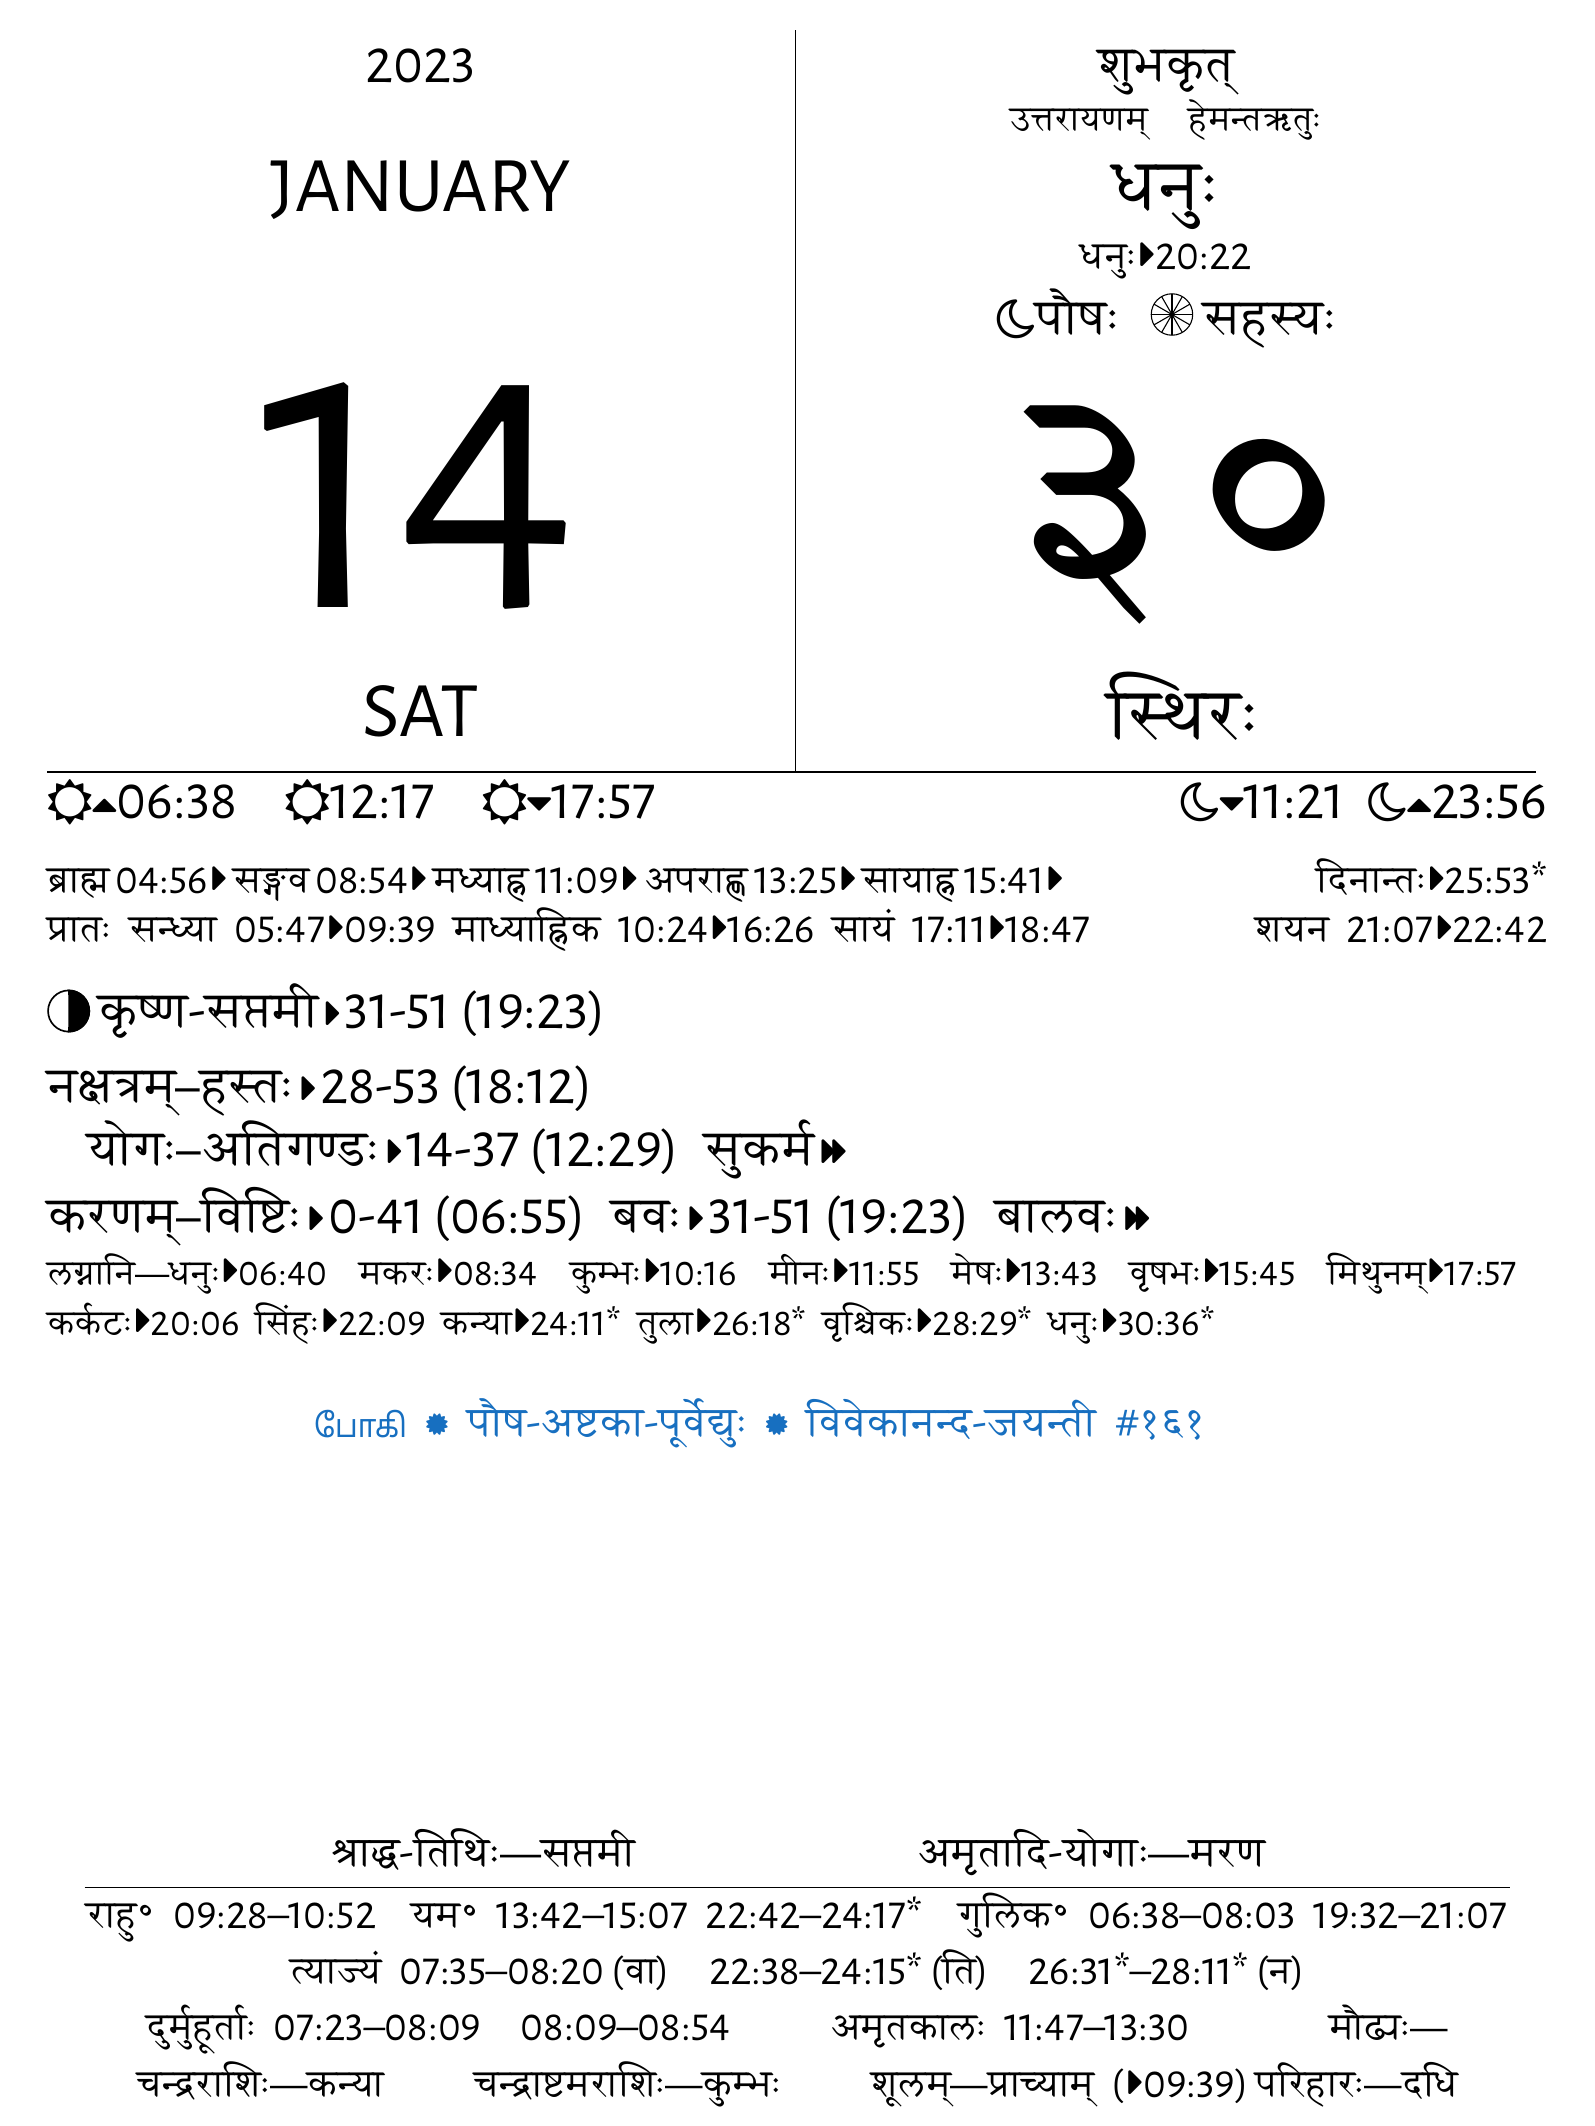 2023
JANUARY
14
SAT
शुभकृत्
उत्तरायणम् हेमन्तऋतुः
धनुः
धनुः▶20:22
☾पौषः सहस्यः
३०
स्थिरः
☼▲06:38 ☼12:17 ☼▼17:57 ☾▼11:21 ☾▲23:56
ब्राह्म 04:56▶ सङ्गव 08:54▶ मध्याह्न 11:09▶ अपराह्ण 13:25▶ सायाह्न 15:41▶ दिनान्तः▶25:53*
प्रातः सन्ध्या 05:47▶09:39 माध्याह्निक 10:24▶16:26 सायं 17:11▶18:47 शयन 21:07▶22:42
◑ कृष्ण-सप्तमी▶31-51 (19:23)
नक्षत्रम्–हस्तः▶28-53 (18:12)
योगः–अतिगण्डः▶14-37 (12:29) सुकर्म▶▶
करणम्–विष्टिः▶0-41 (06:55) बवः▶31-51 (19:23) बालवः▶▶
लग्नानि—धनुः▶06:40 मकरः▶08:34 कुम्भः▶10:16 मीनः▶11:55 मेषः▶13:43 वृषभः▶15:45 मिथुनम्▶17:57
कर्कटः▶20:06 सिंहः▶22:09 कन्या▶24:11* तुला▶26:18* वृश्चिकः▶28:29* धनुः▶30:36*
போகி ✹ पौष-अष्टका-पूर्वेद्युः ✹ विवेकानन्द-जयन्ती #१६१
श्राद्ध-तिथिः—सप्तमी अमृतादि-योगाः—मरण
राहु॰ 09:28–10:52 यम॰ 13:42–15:07 22:42–24:17* गुलिक॰ 06:38–08:03 19:32–21:07
त्याज्यं 07:35–08:20 (वा) 22:38–24:15* (ति) 26:31*–28:11* (न)
दुर्मुहूर्ताः 07:23–08:09 08:09–08:54 अमृतकालः 11:47–13:30 मौढ्यः—
चन्द्रराशिः—कन्या चन्द्राष्टमराशिः—कुम्भः शूलम्—प्राच्याम् (▶09:39) परिहारः—दधि